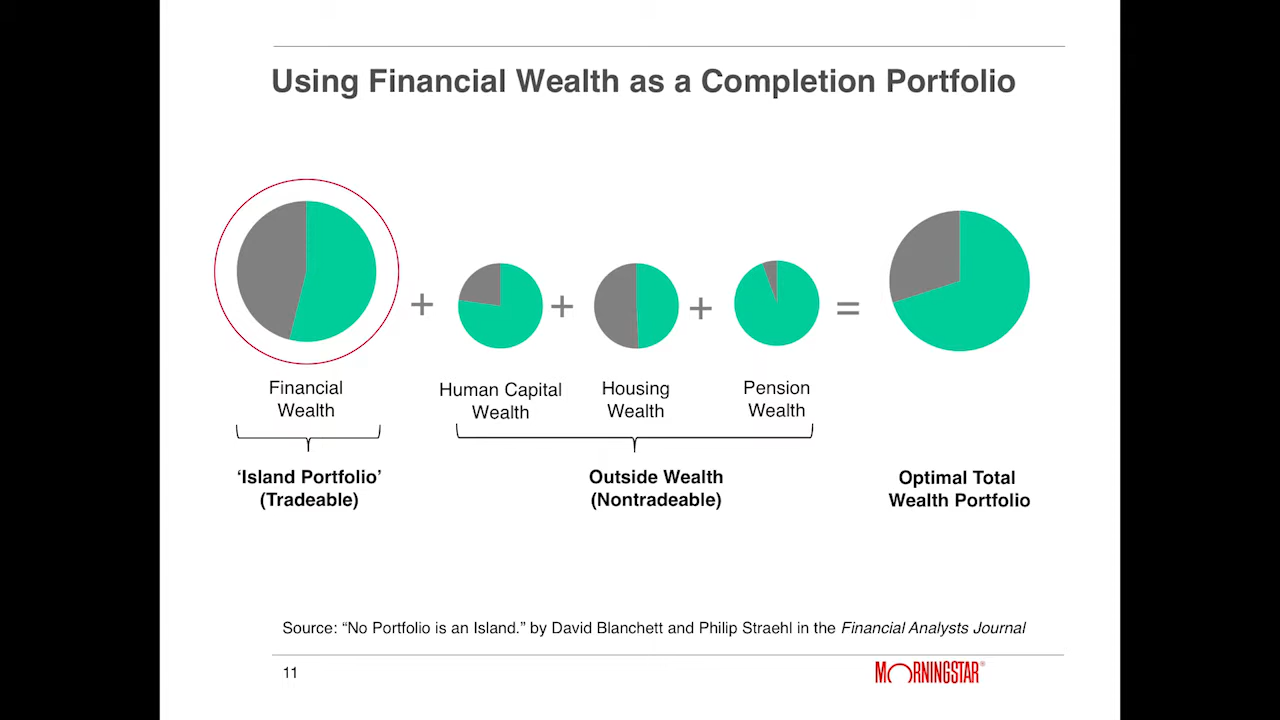 Using Financial Wealth as a Completion Portfolio
+
+
+
=
Financial
Wealth
Human Capital
Wealth
Housing
Wealth
Pension
Wealth
‘Island Portfolio’
(Tradeable)
Outside Wealth
(Nontradeable)
Optimal Total
Wealth Portfolio
Source: “No Portfolio is an Island.” by David Blanchett and Philip Straehl in the Financial Analysts Journal
11
MORNINGSTAR®